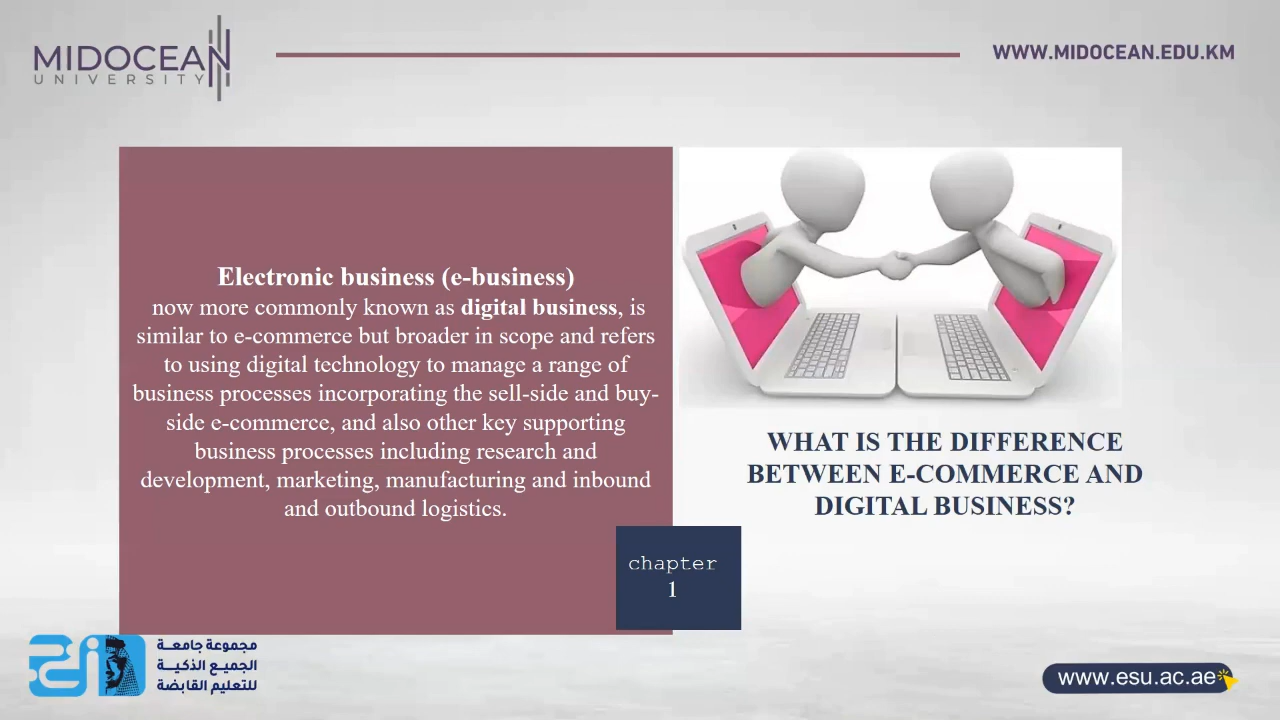 MIDOCEAN
UNIVERSITY
WWW.MIDOCEAN.EDU.KM
Electronic business (e-business)
now more commonly known as digital business, is
similar to e-commerce but broader in scope and refers
to using digital technology to manage a range of
business processes incorporating the sell-side and buy-
side e-commerce, and also other key supporting
business processes including research and
development, marketing, manufacturing and inbound
and outbound logistics.
WHAT IS THE DIFFERENCE
BETWEEN E-COMMERCE AND
DIGITAL BUSINESS?
chapter
1
مجموعة جامعة
الجميع الذكية
للتعليم القابضة
www.esu.ac.ae